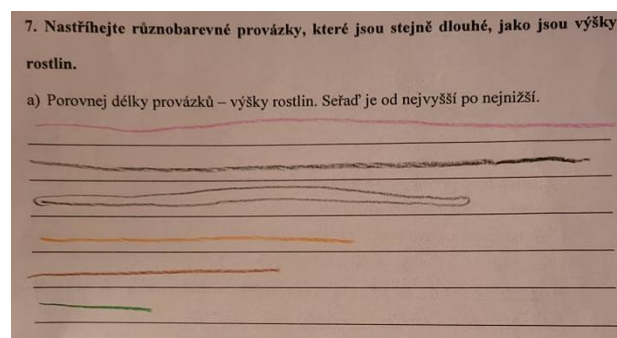 7. Nastříhejte různobarevné provázky, které jsou stejně dlouhé, jako jsou výšky
rostlin.
a) Porovnej délky provázků – výšky rostlin. Seřaď je od nejvyšší po nejnižší.